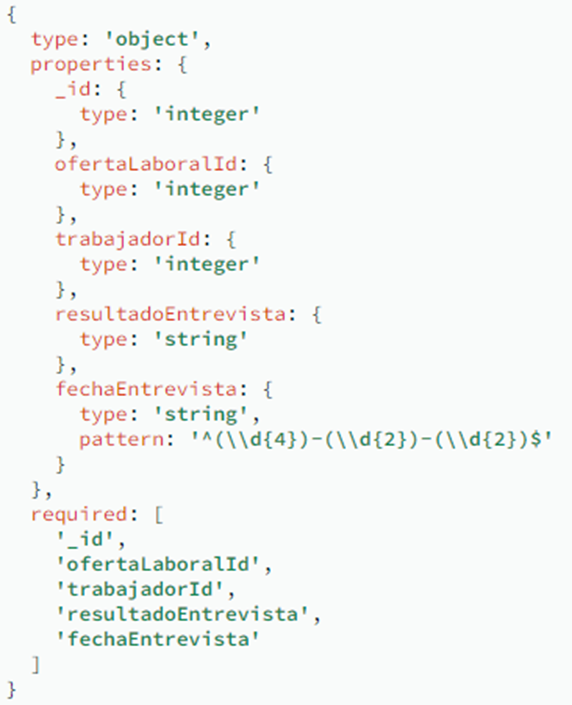 {
  type: 'object',
  properties: {
    _id: {
      type: 'integer'
    },
    ofertaLaboralId: {
      type: 'integer'
    },
    trabajadorId: {
      type: 'integer'
    },
    resultadoEntrevista: {
      type: 'string'
    },
    fechaEntrevista: {
      type: 'string',
      pattern: '^(\\d{4})-(\\d{2})-(\\d{2})$'
    }
  },
  required: [
    '_id',
    'ofertaLaboralId',
    'trabajadorId',
    'resultadoEntrevista',
    'fechaEntrevista'
  ]
}